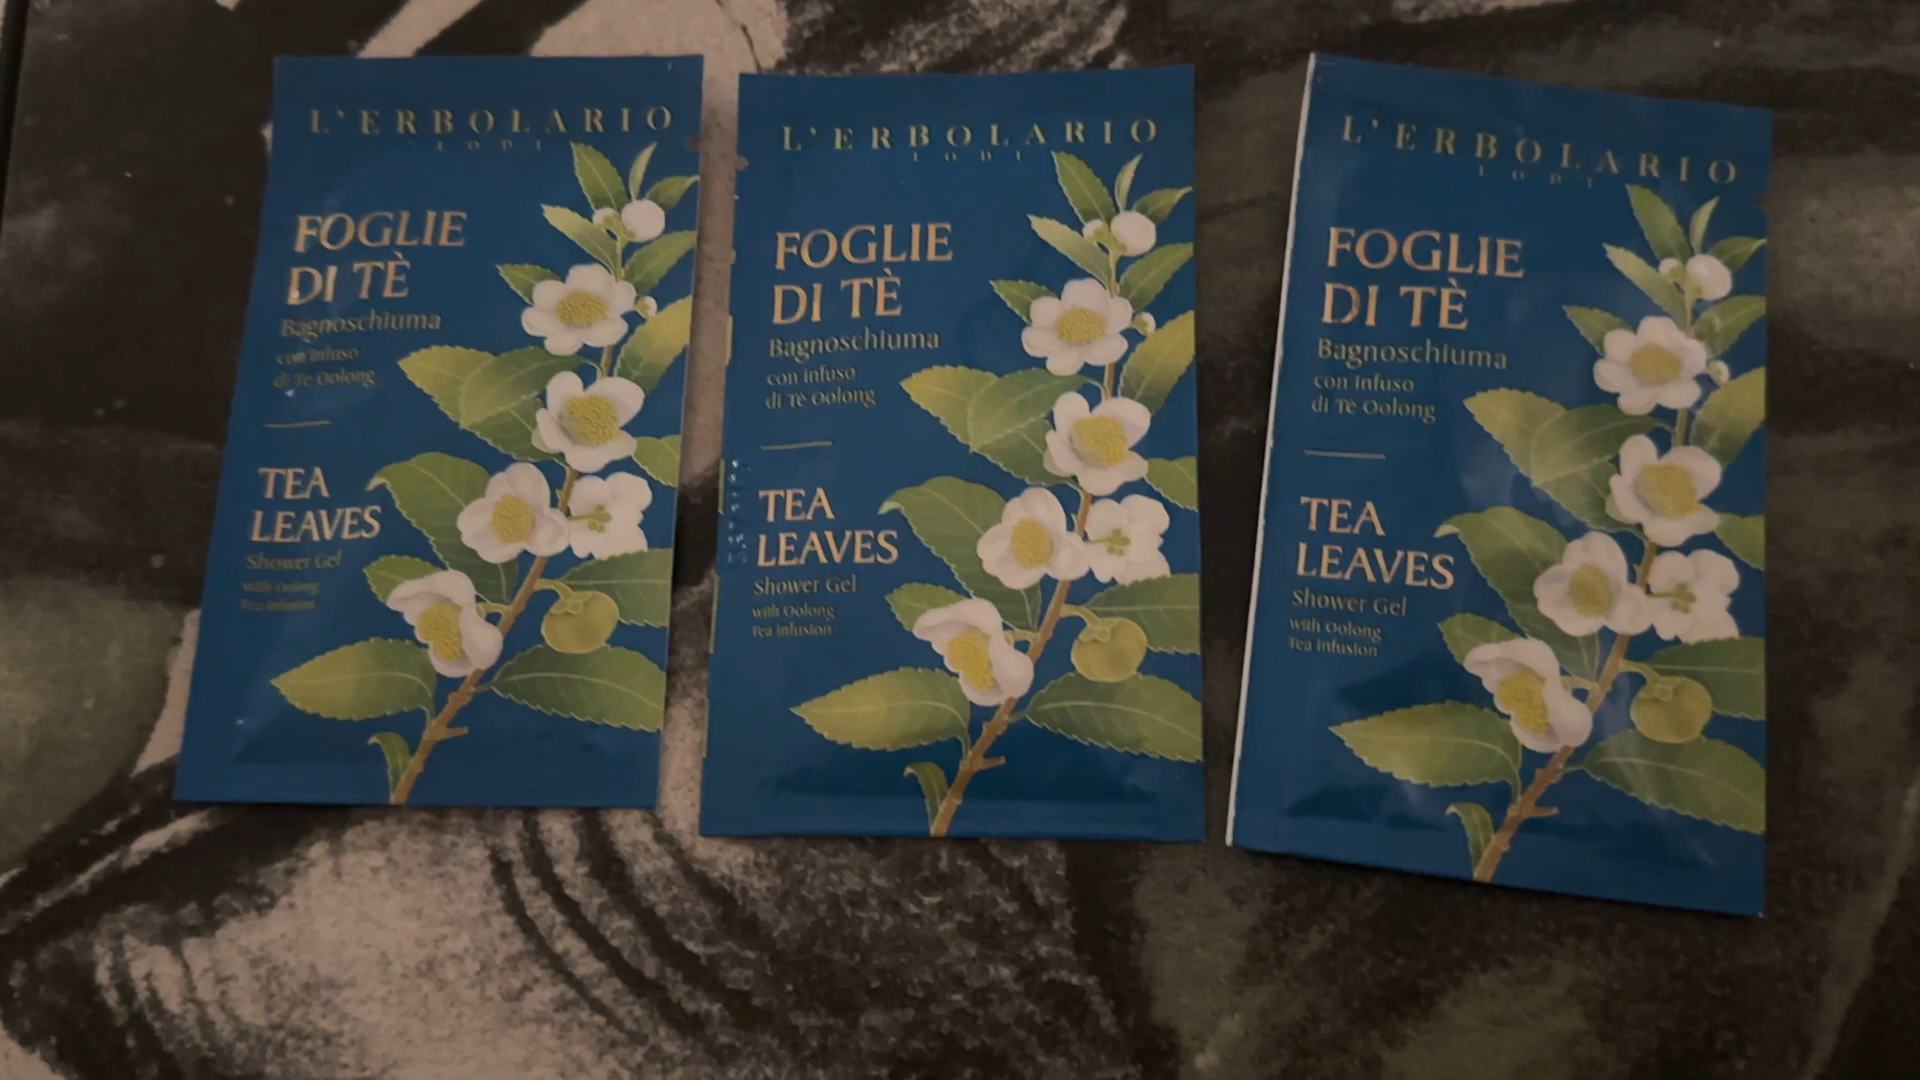 L'ERBOLARIO
LODI
FOGLIE
DI TÈ
Bagnoschiuma
con infuso
di Tè Oolong
TEA
LEAVES
Shower Gel
with Oolong
Tea infusion
L'ERBOLARIO
LODI
FOGLIE
DI TÈ
Bagnoschiuma
con infuso
di Tè Oolong
TEA
LEAVES
Shower Gel
with Oolong
Tea infusion
L'ERBOLARIO
LODI
FOGLIE
DI TÈ
Bagnoschiuma
con infuso
di Tè Oolong
TEA
LEAVES
Shower Gel
with Oolong
Tea infusion